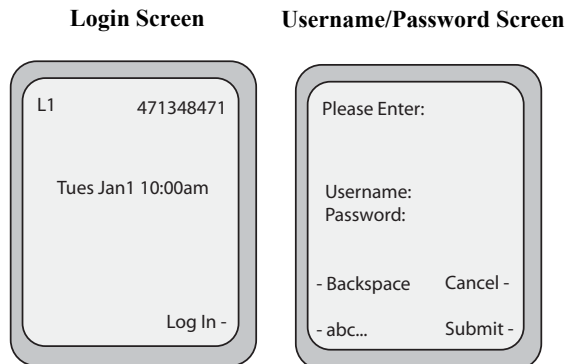 Login Screen
Username/Password Screen
L1 471348471
Tues Jan1 10:00am
Log In -
Please Enter:
Username:
Password:
- Backspace Cancel -
- abc... Submit -